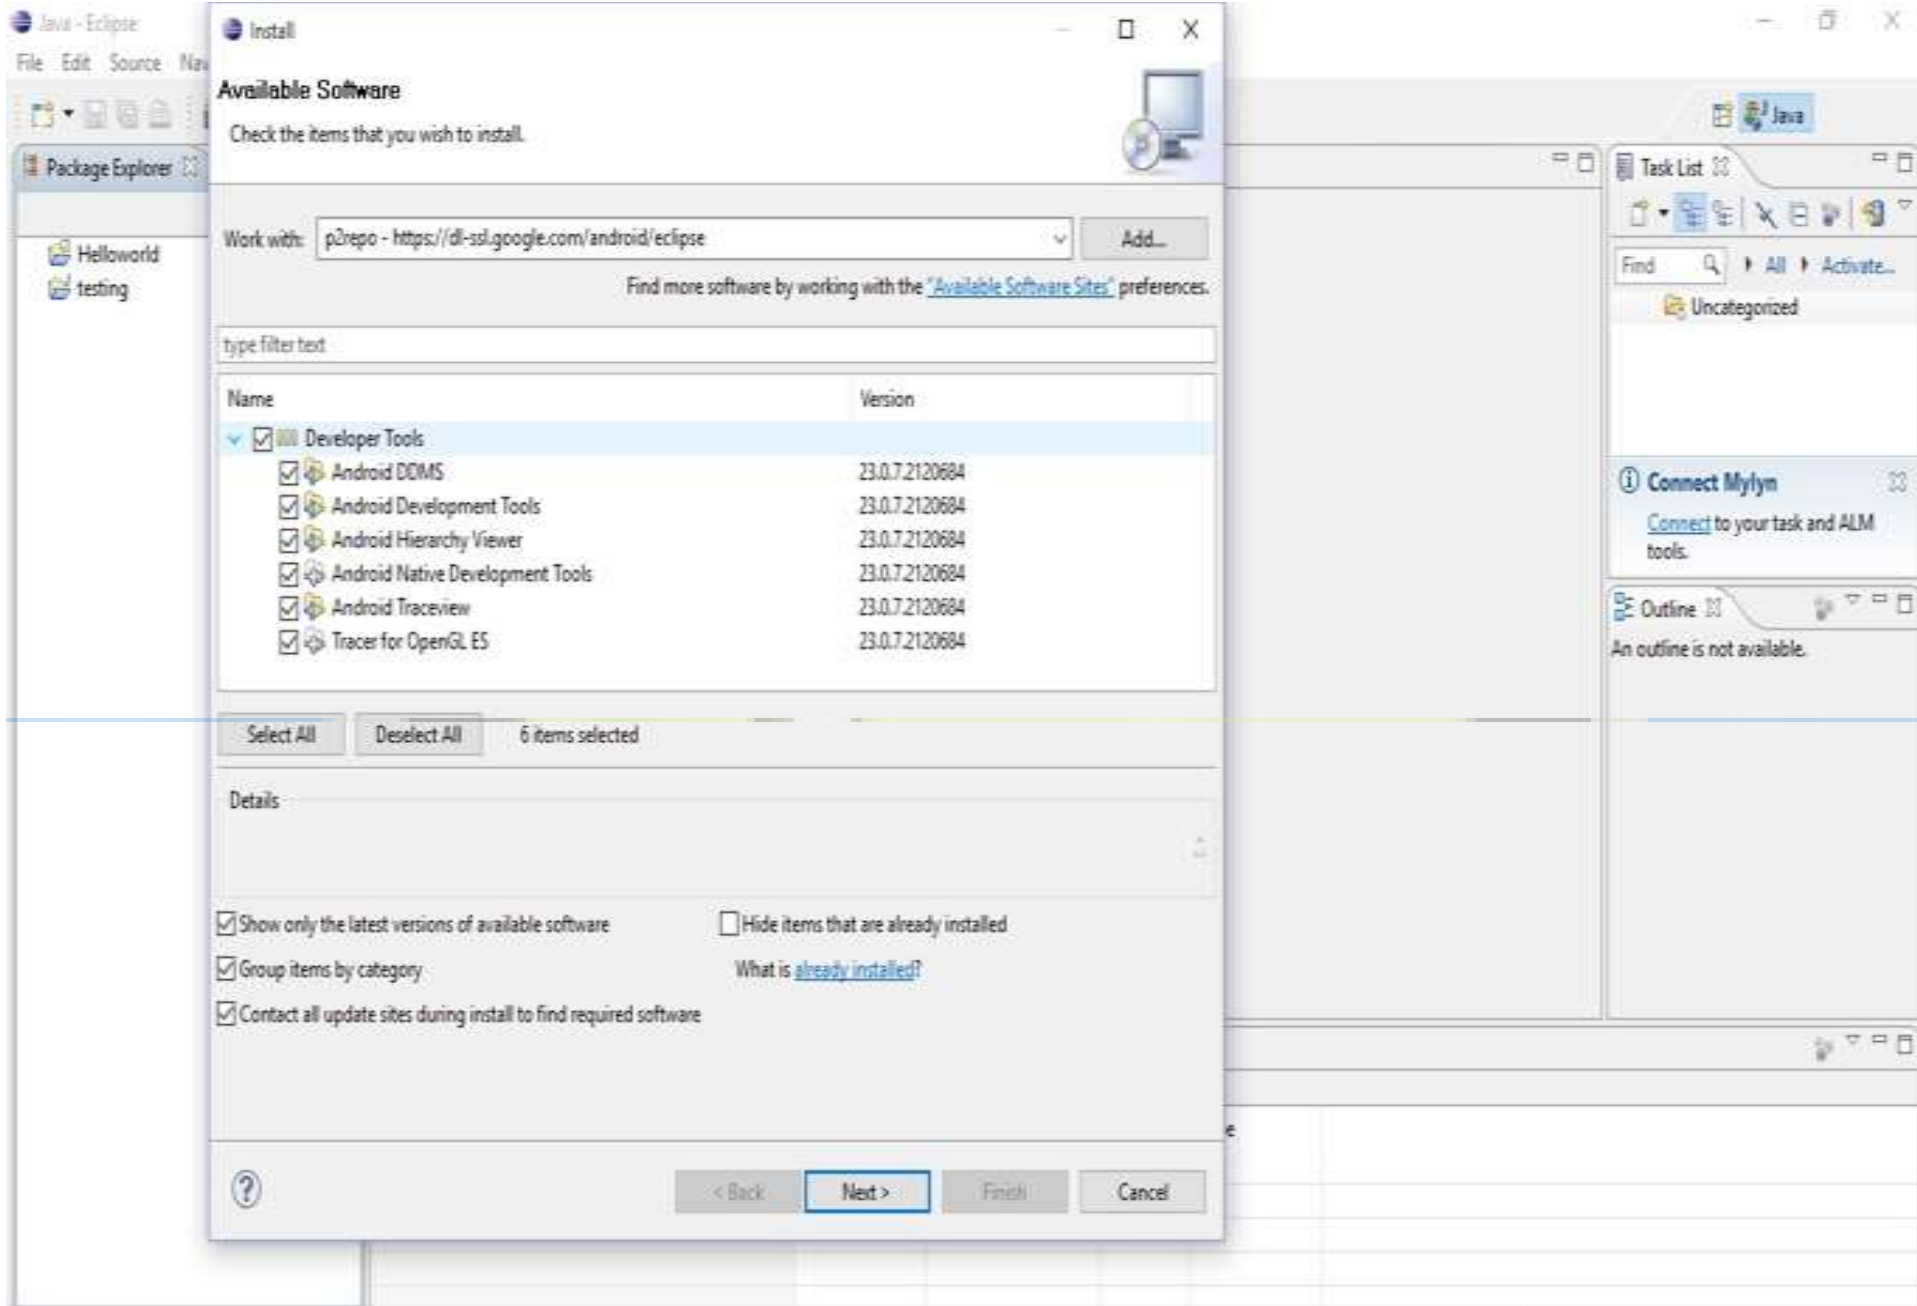 Java - Eclipse
File Edit Source Nav
Package Explorer
Helloworld
testing
Install
Available Software
Check the items that you wish to install.
Work with: p2repo - https://dl-ssl.google.com/android/eclipse Add...
Find more software by working with the "Available Software Sites" preferences.
type filter text
Name Version
Developer Tools
Android DDMS 23.0.7.2120684
Android Development Tools 23.0.7.2120684
Android Hierarchy Viewer 23.0.7.2120684
Android Native Development Tools 23.0.7.2120684
Android Traceview 23.0.7.2120684
Tracer for OpenGL ES 23.0.7.2120684
Select All Deselect All 6 items selected
Details
Show only the latest versions of available software Hide items that are already installed
Group items by category What is already installed?
Contact all update sites during install to find required software
< Back Next > Finish Cancel
Java
Task List
Find All Activate...
Uncategorized
Connect Mylyn
Connect to your task and ALM
tools.
Outline
An outline is not available.
e